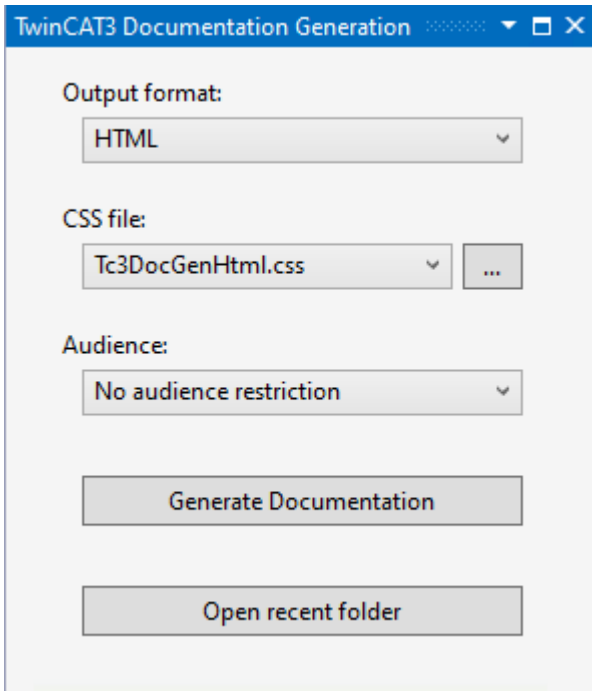 TwinCAT3 Documentation Generation
Output format:
HTML
CSS file:
Tc3DocGenHtml.css
...
Audience:
No audience restriction
Generate Documentation
Open recent folder